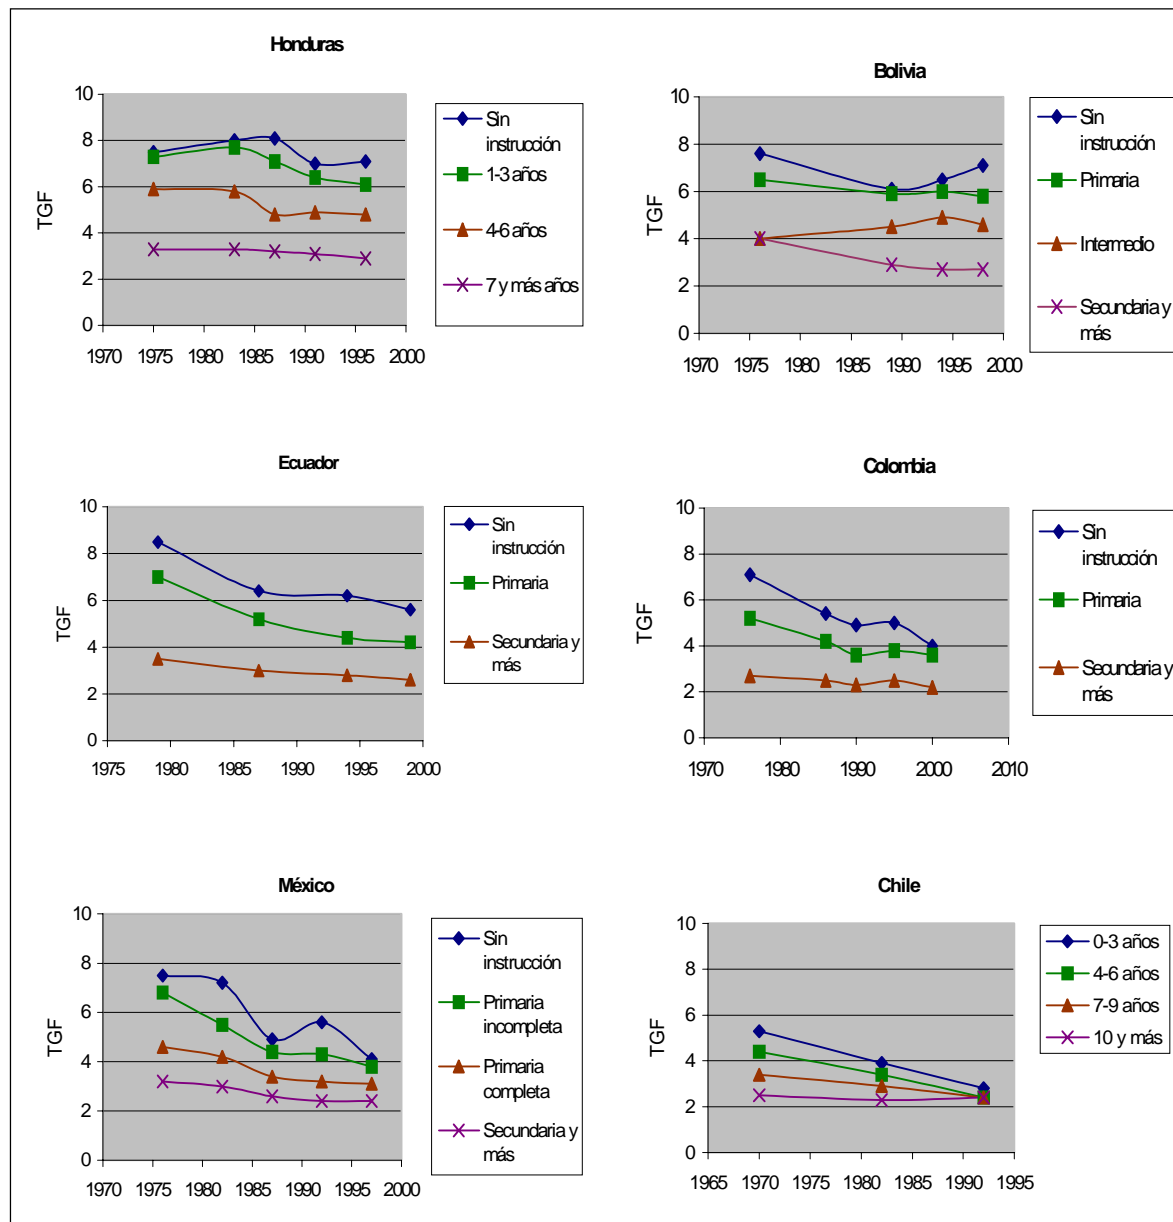 Honduras
10
8
6
4
2
0
TGF
1970 1975 1980 1985 1990 1995 2000
Sin
instrucción
1-3 años
4-6 años
7 y más años
Bolivia
10
8
6
4
2
0
TGF
1970 1975 1980 1985 1990 1995 2000
Sin
instrucción
Primaria
Intermedio
Secundaria y
más
Ecuador
10
8
6
4
2
0
TGF
1975 1980 1985 1990 1995 2000
Sin
instrucción
Primaria
Secundaria y
más
Colombia
10
8
6
4
2
0
TGF
1970 1980 1990 2000 2010
Sin
instrucción
Primaria
Secundaria y
más
México
10
8
6
4
2
0
TGF
1970 1975 1980 1985 1990 1995 2000
Sin
instrucción
Primaria
incompleta
Primaria
completa
Secundaria y
más
Chile
10
8
6
4
2
0
TGF
1965 1970 1975 1980 1985 1990 1995
0-3 años
4-6 años
7-9 años
10 y más